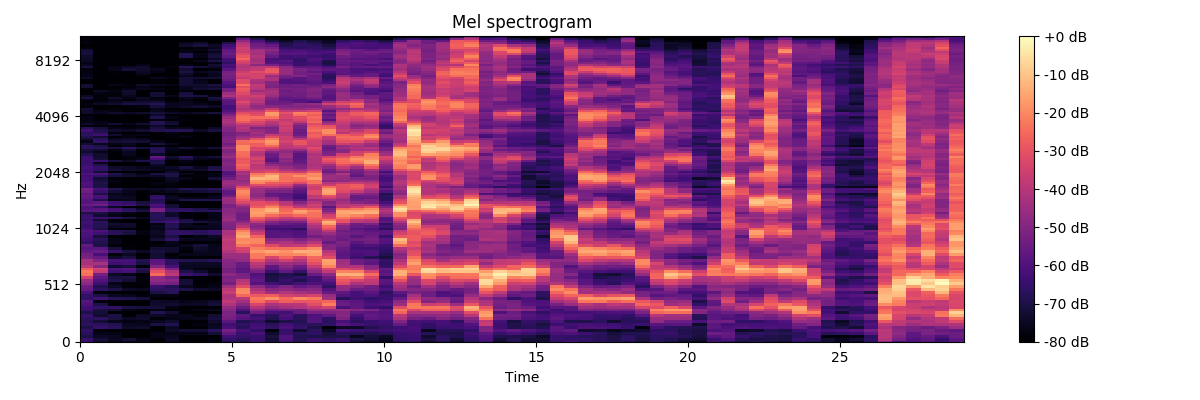 Mel spectrogram
8192
4096
2048
1024
512
0
Hz
0 5 10 15 20 25
Time
+0 dB
-10 dB
-20 dB
-30 dB
-40 dB
-50 dB
-60 dB
-70 dB
-80 dB